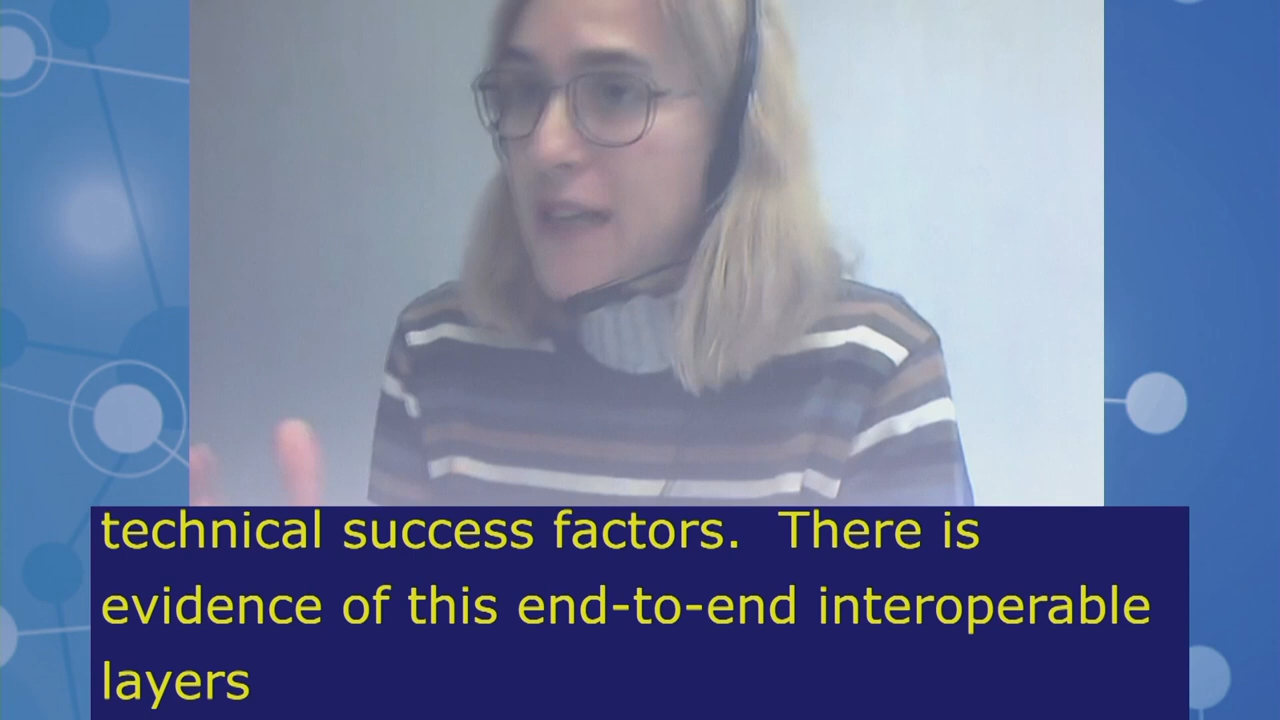 technical success factors.  There is
evidence of this end-to-end interoperable
layers